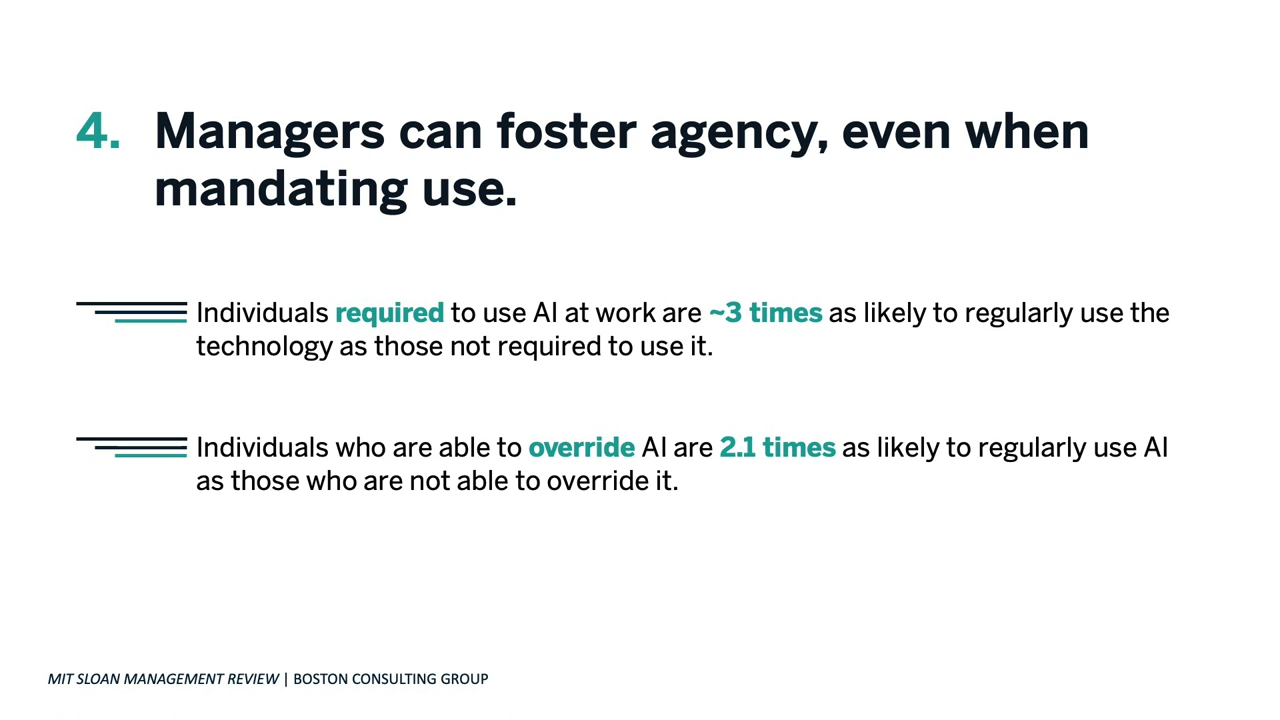 4. Managers can foster agency, even when
mandating use.
Individuals required to use AI at work are ~3 times as likely to regularly use the
technology as those not required to use it.
Individuals who are able to override AI are 2.1 times as likely to regularly use AI
as those who are not able to override it.
MIT SLOAN MANAGEMENT REVIEW | BOSTON CONSULTING GROUP